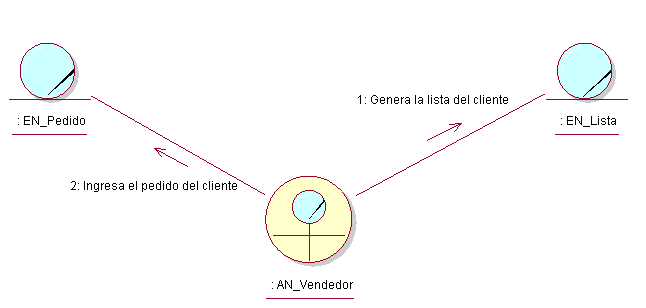 1: Genera la lista del cliente
: EN_Pedido
: EN_Lista
2: Ingresa el pedido del cliente
: AN_Vendedor